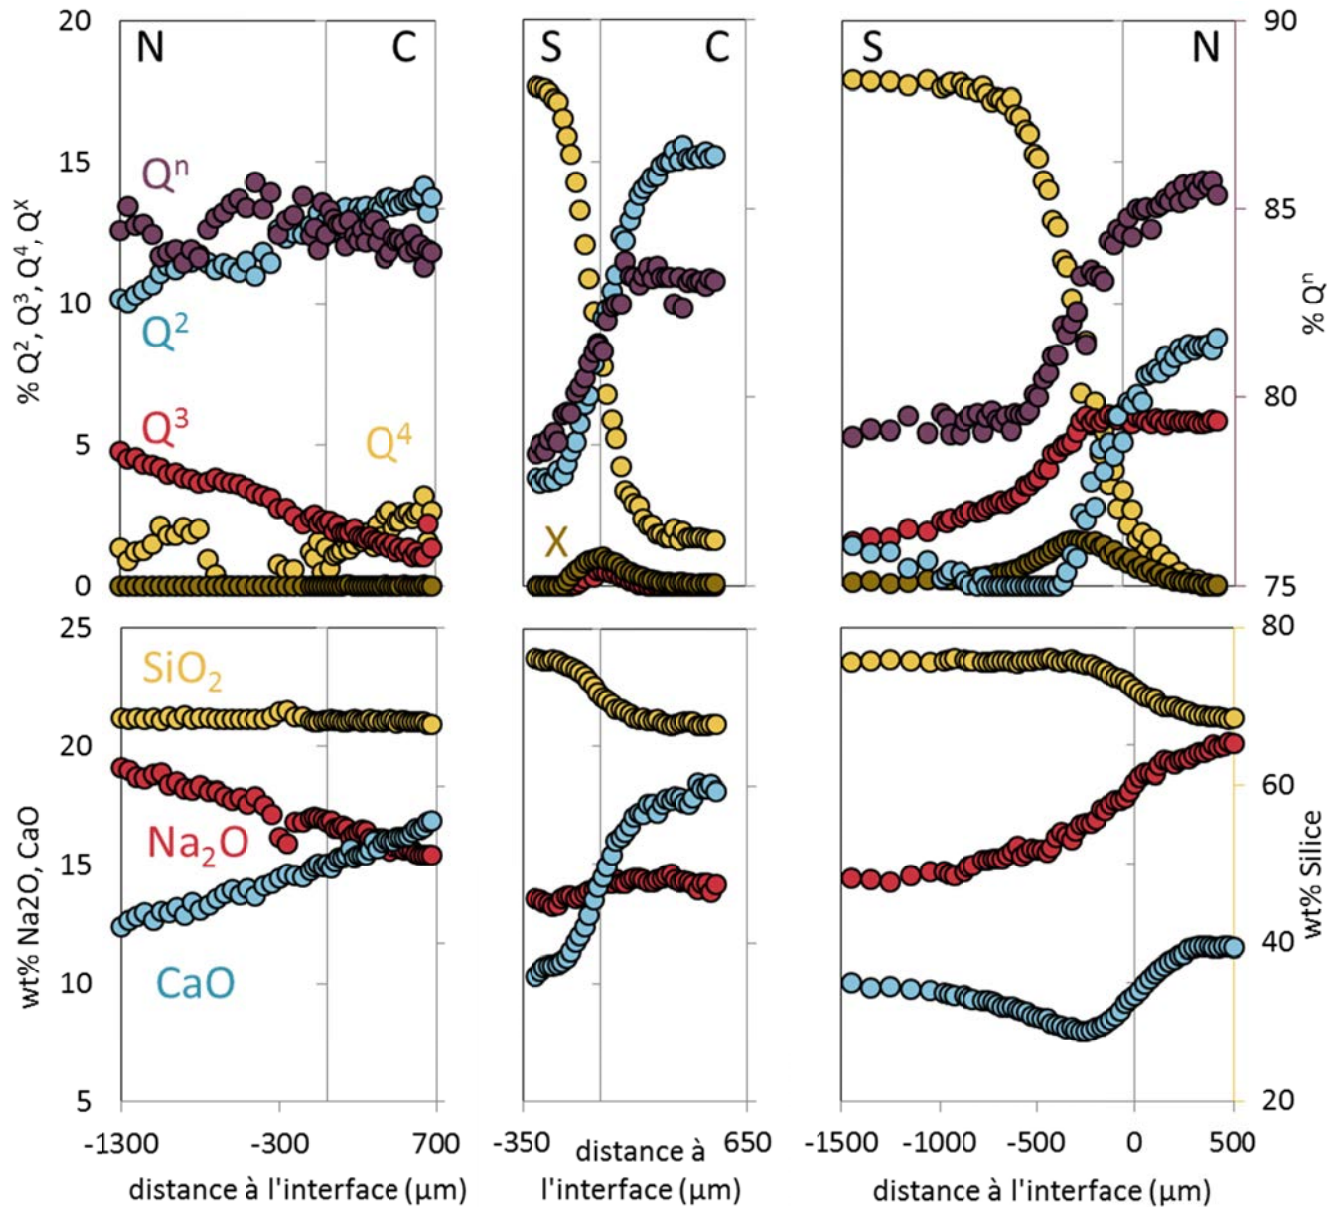 20
15
10
5
0
% Q², Q³, Q⁴, Qˣ
N C
Qⁿ
Q²
Q³
Q⁴
S C
X
S N
90
85
80
75
% Qⁿ
25
20
15
10
5
wt% Na2O, CaO
SiO₂
Na₂O
CaO
80
60
40
20
wt% Silice
-1300 -300 700
distance à l'interface (µm)
-350 650
distance à
l'interface (µm)
-1500 -1000 -500 0 500
distance à l'interface (µm)